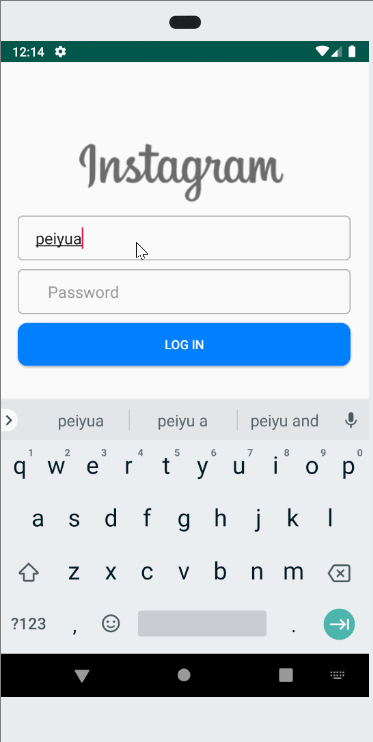 12:14
Instagram
peiyua
Password
LOG IN
peiyua peiyu a peiyu and
1 2 3 4 5 6 7 8 9 0
q w e r t y u i o p
a s d f g h j k l
z x c v b n m
?123 , .